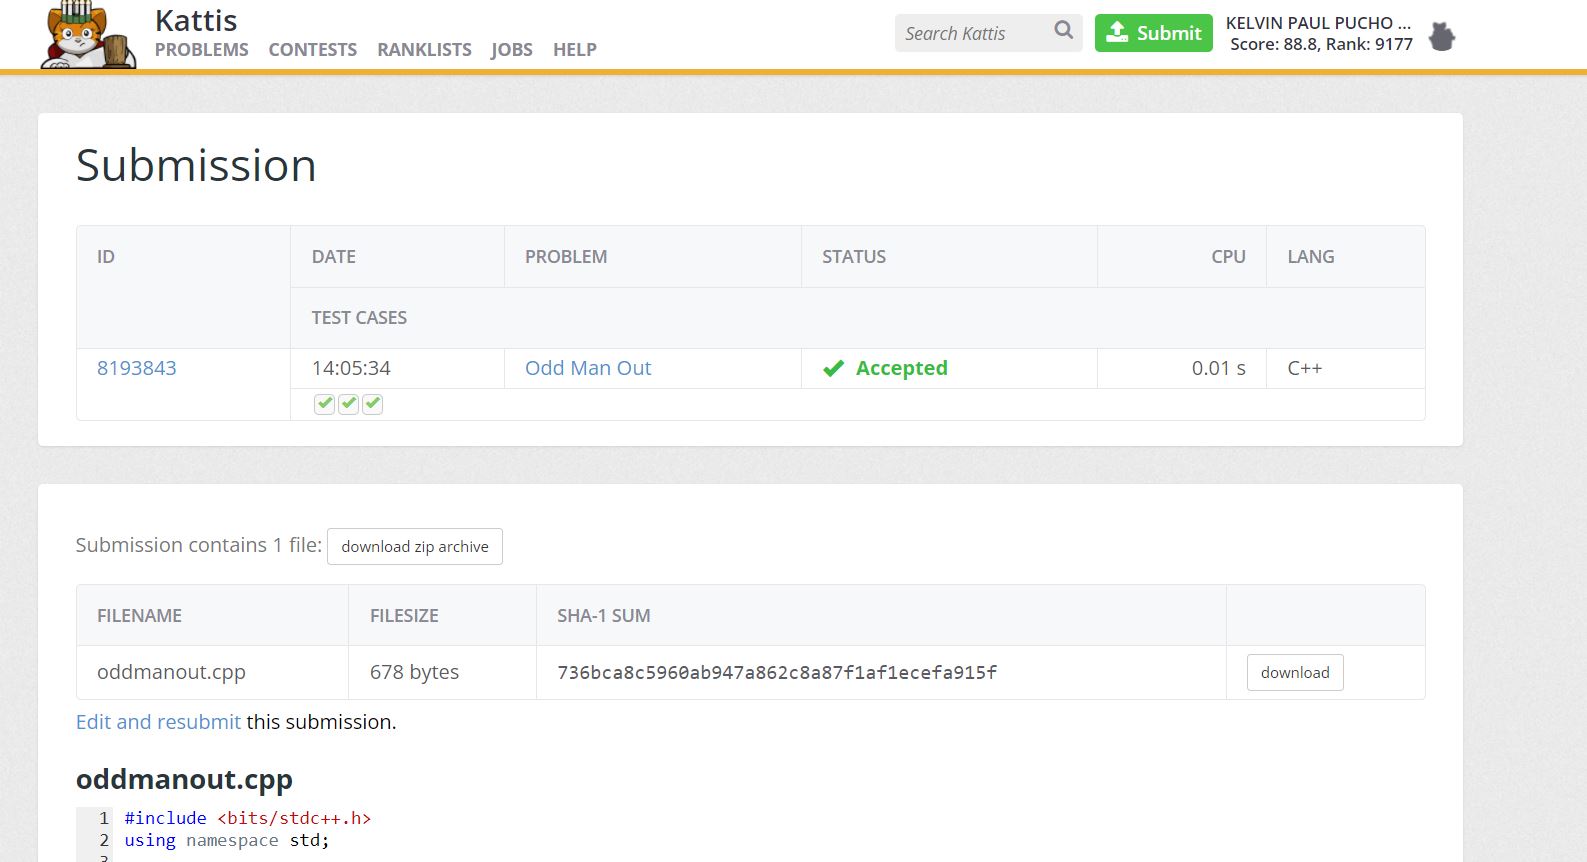 Kattis
PROBLEMS CONTESTS RANKLISTS JOBS HELP
Search Kattis
Submit
KELVIN PAUL PUCHO ...
Score: 88.8, Rank: 9177
Submission
ID DATE PROBLEM STATUS CPU LANG
TEST CASES
8193843 14:05:34 Odd Man Out Accepted 0.01 s C++
Submission contains 1 file: download zip archive
FILENAME FILESIZE SHA-1 SUM
oddmanout.cpp 678 bytes 736bca8c5960ab947a862c8a87f1af1ecefa915f download
Edit and resubmit this submission.
oddmanout.cpp
1 #include <bits/stdc++.h>
2 using namespace std;
3